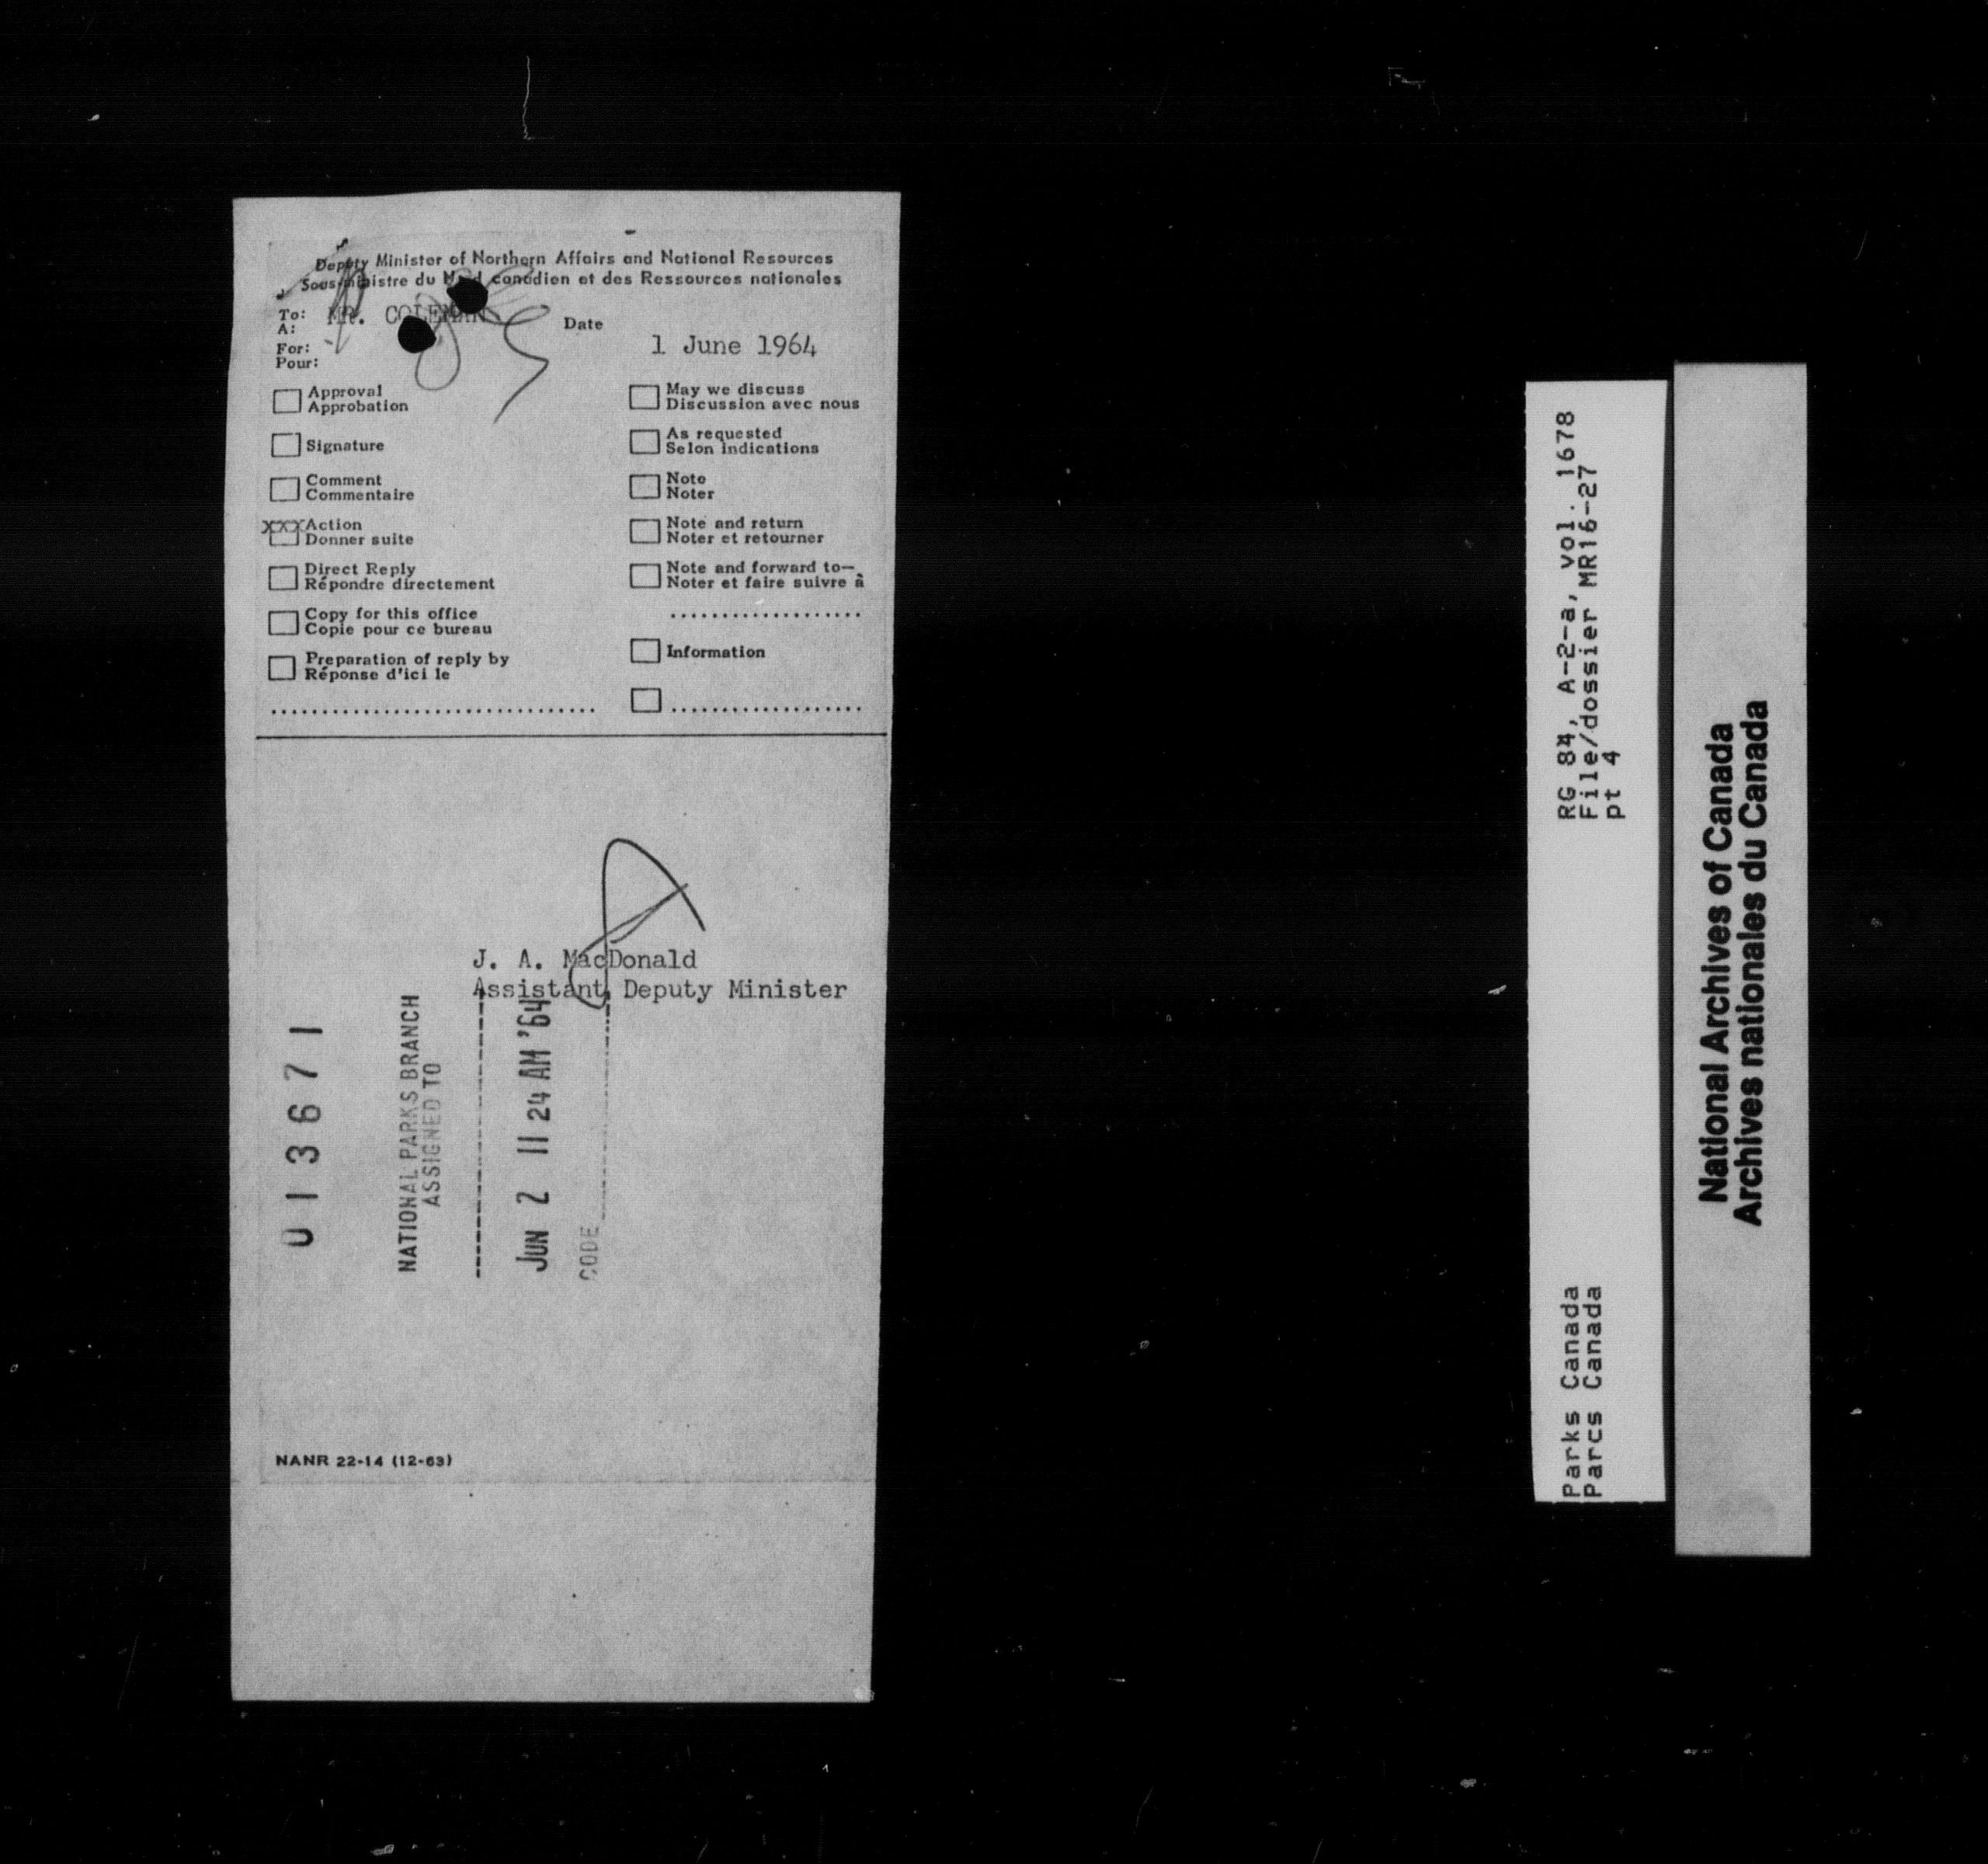 Deputy Minister of Northern Affairs and National Resources
Sous-ministre du Nord canadien et des Ressources nationales
To: MR. COLEMAN
A:
Date
1 June 1964
For:
Pour:
Approval
Approbation
Signature
Comment
Commentaire
XXX Action
Donner suite
Direct Reply
Répondre directement
Copy for this office
Copie pour ce bureau
Preparation of reply by
Réponse d'ici le
May we discuss
Discussion avec nous
As requested
Selon indications
Note
Noter
Note and return
Noter et retourner
Note and forward to—
Noter et faire suivre à
Information
J. A. MacDonald
Assistant Deputy Minister
013671
NATIONAL PARKS BRANCH
ASSIGNED TO
JUN 2 11 24 AM '64
CODE
NANR 22-14 (12-63)
RG 84, A-2-a, vol. 1678
File/dossier MR16-27
pt 4
Parks Canada
Parcs Canada
National Archives of Canada
Archives nationales du Canada